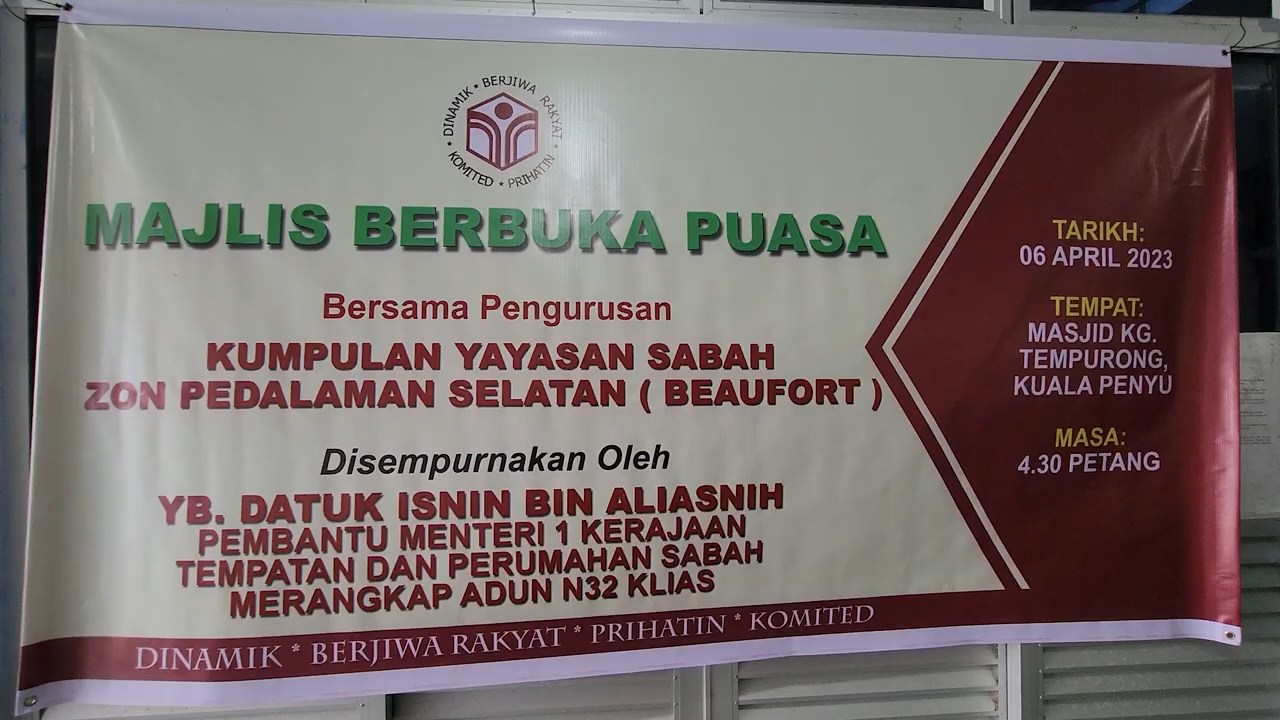 DINAMIK * BERJIWA RAKYAT * PRIHATIN * KOMITED *
MAJLIS BERBUKA PUASA
Bersama Pengurusan
KUMPULAN YAYASAN SABAH
ZON PEDALAMAN SELATAN ( BEAUFORT )
Disempurnakan Oleh
YB. DATUK ISNIN BIN ALIASNIH
PEMBANTU MENTERI 1 KERAJAAN
TEMPATAN DAN PERUMAHAN SABAH
MERANGKAP ADUN N32 KLIAS
DINAMIK * BERJIWA RAKYAT * PRIHATIN * KOMITED
TARIKH:
06 APRIL 2023
TEMPAT:
MASJID KG.
TEMPURONG,
KUALA PENYU
MASA:
4.30 PETANG